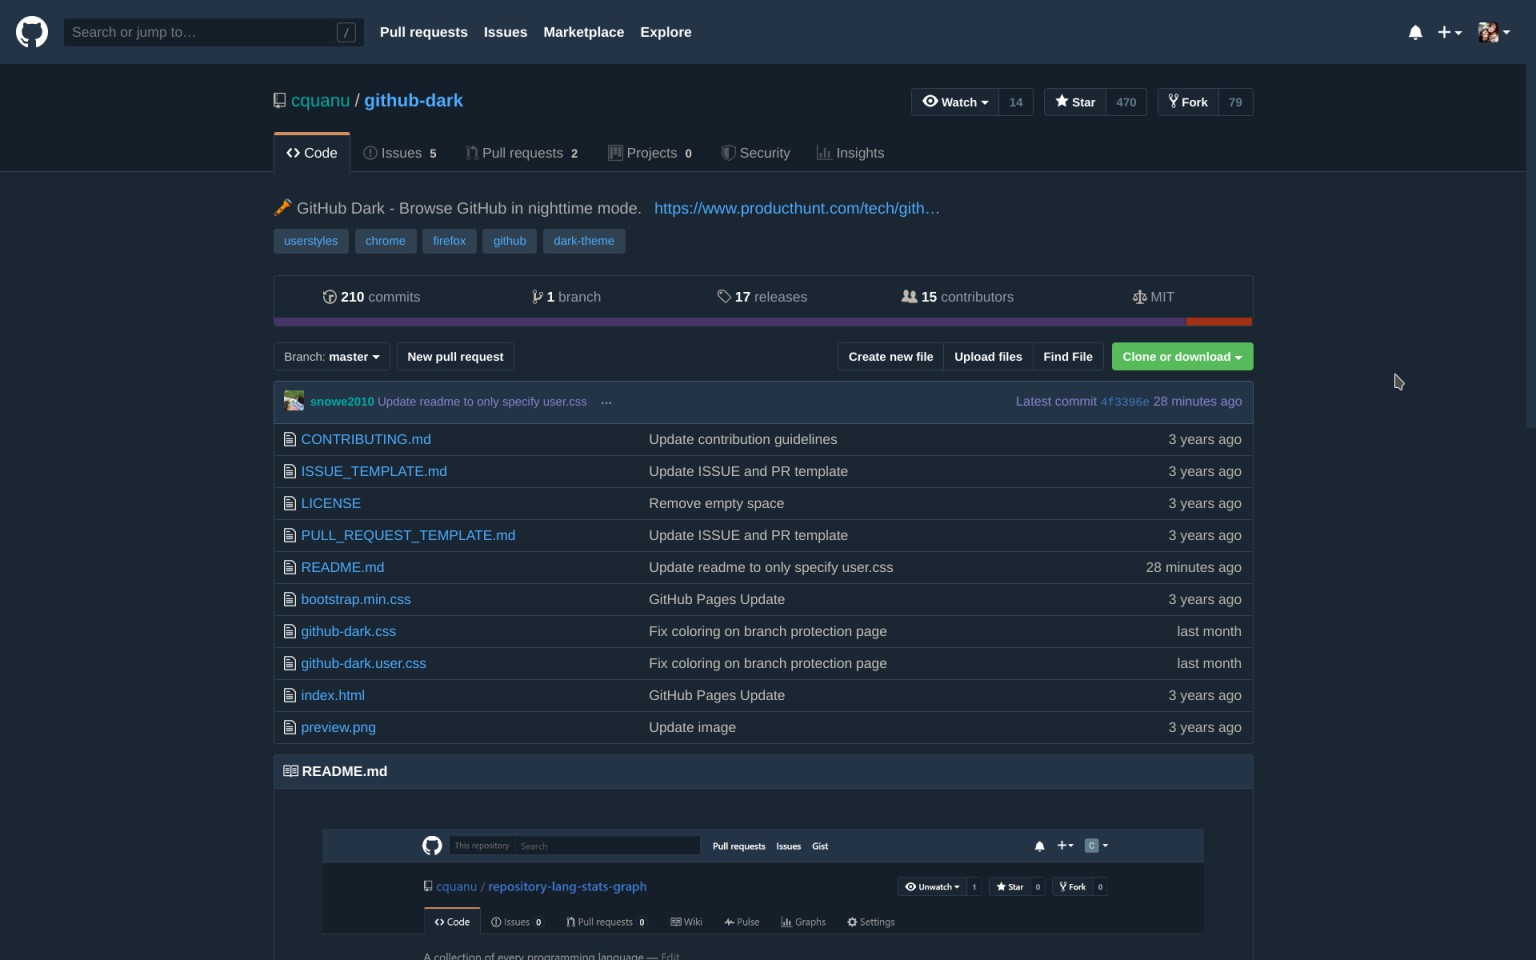 Search or jump to… /
Pull requests Issues Marketplace Explore
cquanu / github-dark
Watch 14 Star 470 Fork 79
Code Issues 5 Pull requests 2 Projects 0 Security Insights
GitHub Dark - Browse GitHub in nighttime mode. https://www.producthunt.com/tech/gith…
userstyles chrome firefox github dark-theme
210 commits 1 branch 17 releases 15 contributors MIT
Branch: master New pull request Create new file Upload files Find File Clone or download
snowe2010 Update readme to only specify user.css … Latest commit 4f3396e 28 minutes ago
CONTRIBUTING.md Update contribution guidelines 3 years ago
ISSUE_TEMPLATE.md Update ISSUE and PR template 3 years ago
LICENSE Remove empty space 3 years ago
PULL_REQUEST_TEMPLATE.md Update ISSUE and PR template 3 years ago
README.md Update readme to only specify user.css 28 minutes ago
bootstrap.min.css GitHub Pages Update 3 years ago
github-dark.css Fix coloring on branch protection page last month
github-dark.user.css Fix coloring on branch protection page last month
index.html GitHub Pages Update 3 years ago
preview.png Update image 3 years ago
README.md
This repository Search Pull requests Issues Gist C
cquanu / repository-lang-stats-graph Unwatch 1 Star 0 Fork 0
Code Issues 0 Pull requests 0 Wiki Pulse Graphs Settings
A collection of every programming language — Edit